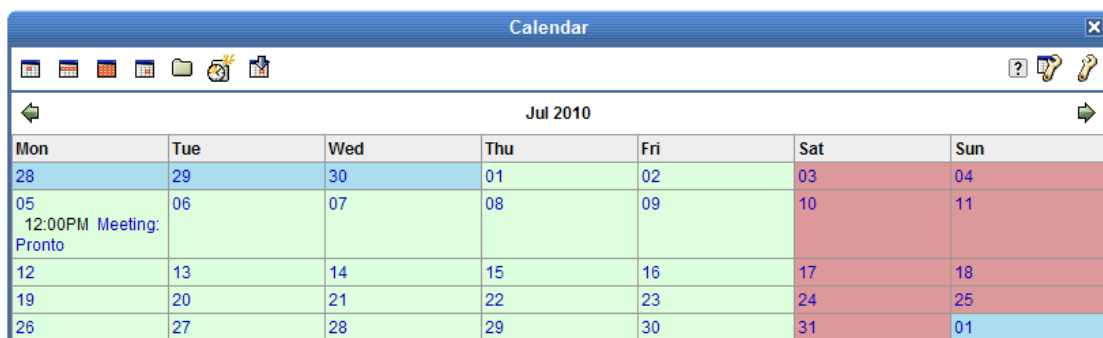 Calendar
?
Jul 2010
Mon Tue Wed Thu Fri Sat Sun
28 29 30 01 02 03 04
05 06 07 08 09 10 11
12:00PM Meeting:
Pronto
12 13 14 15 16 17 18
19 20 21 22 23 24 25
26 27 28 29 30 31 01